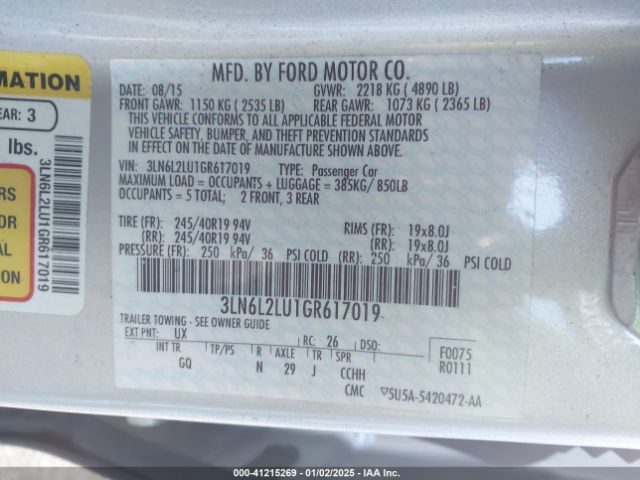 MATION
EAR: 3
lbs.
RS
OR
AL
3LN6L2LU1GR617019
MFD. BY FORD MOTOR CO.
DATE: 08/15 GVWR: 2218 KG ( 4890 LB)
FRONT GAWR: 1150 KG ( 2535 LB) REAR GAWR: 1073 KG ( 2365 LB)
THIS VEHICLE CONFORMS TO ALL APPLICABLE FEDERAL MOTOR
VEHICLE SAFETY, BUMPER, AND THEFT PREVENTION STANDARDS
IN EFFECT ON THE DATE OF MANUFACTURE SHOWN ABOVE.
VIN: 3LN6L2LU1GR617019 TYPE: Passenger Car
MAXIMUM LOAD = OCCUPANTS + LUGGAGE = 385KG/ 850LB
OCCUPANTS = 5 TOTAL; 2 FRONT, 3 REAR
TIRE (FR): 245/40R19 94V RIMS (FR): 19x8.0J
(RR): 245/40R19 94V (RR): 19x8.0J
PRESSURE (FR): 250 kPa/ 36 PSI COLD (RR): 250 kPa/ 36 PSI COLD
3LN6L2LU1GR617019
TRAILER TOWING - SEE OWNER GUIDE
EXT PNT: UX RC: 26 DSO: F0075
INT TR TP/PS R AXLE TR SPR R0111
GQ N 29 J CCHH
CMC ▽5U5A-5420472-AA
000-41215269 - 01/02/2025 - IAA Inc.